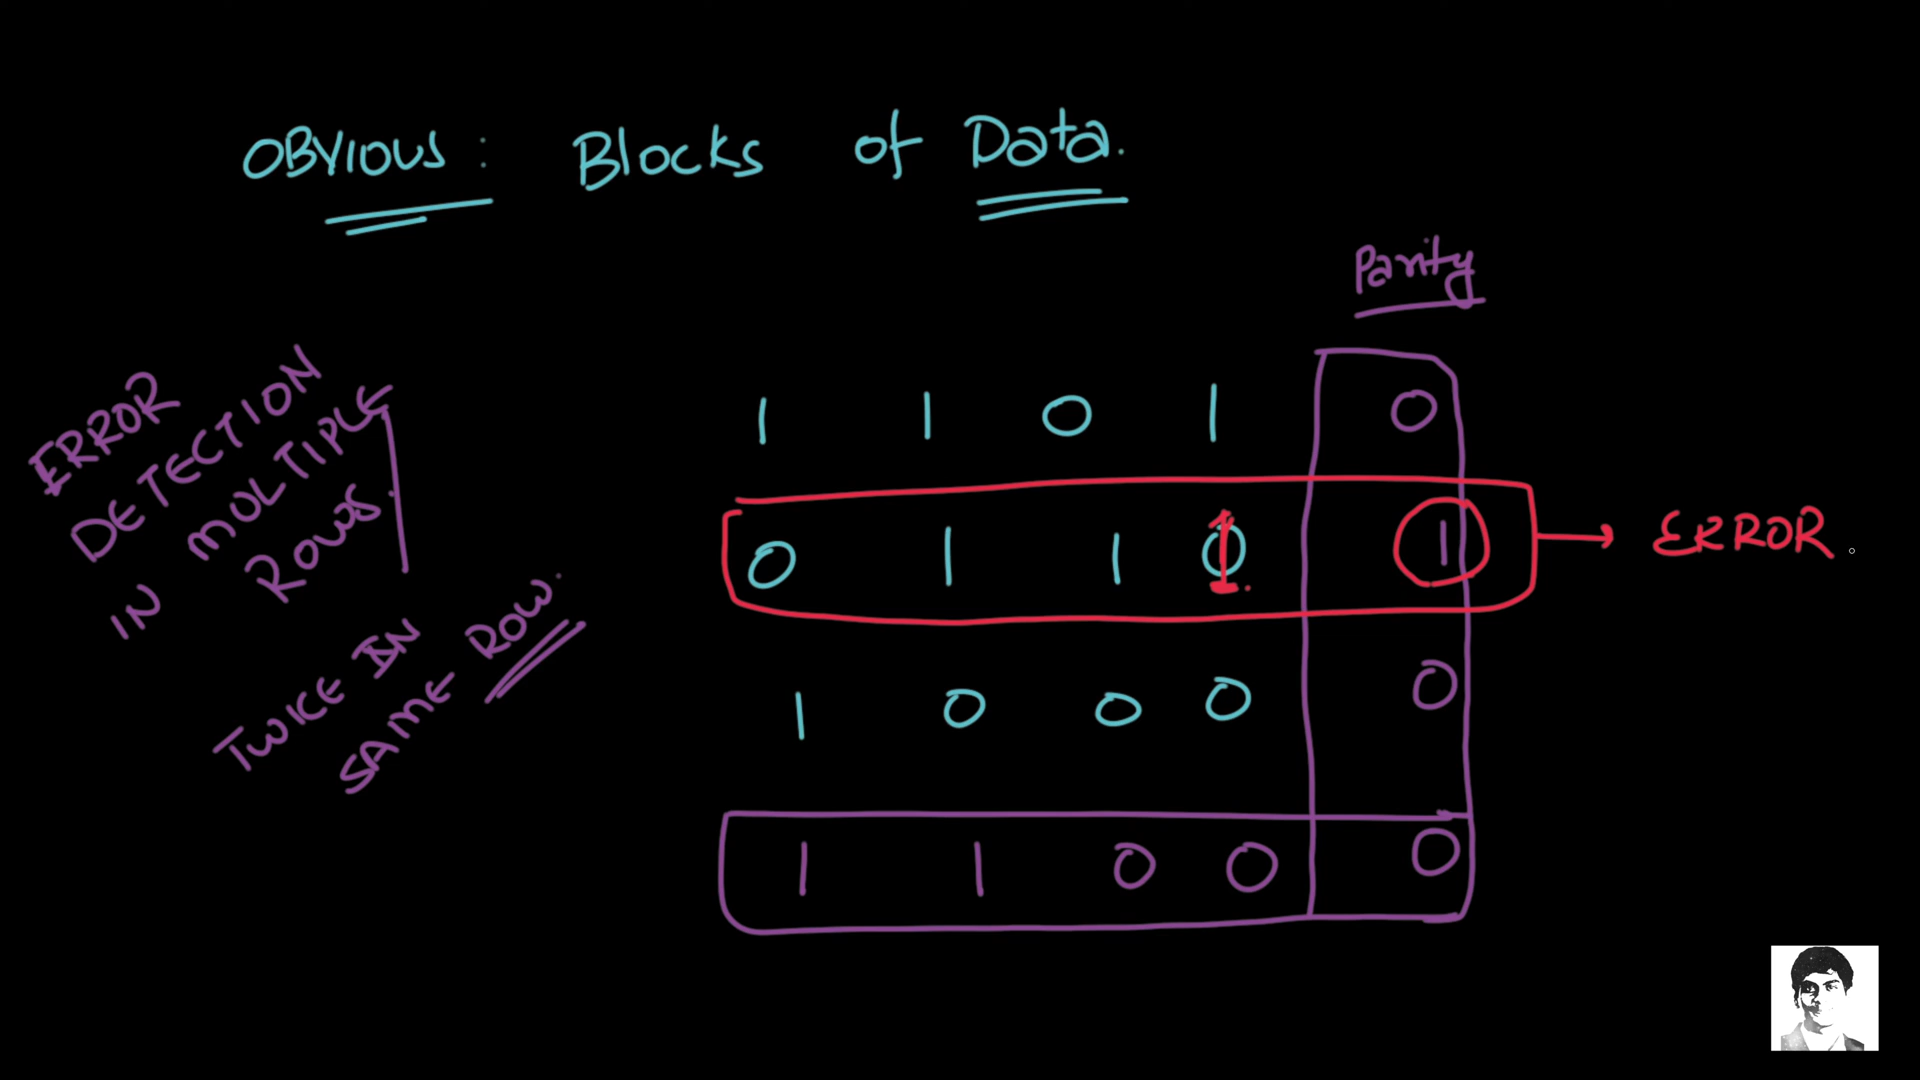 OBVIOUS : Blocks of Data.
Parity
ERROR
DETECTION
IN MULTIPLE
ROWS.
TWICE IN
SAME ROW.
1 1 0 1 0
0 1 1 1 → ERROR.
1 0 0 0 0
1 1 0 0 0